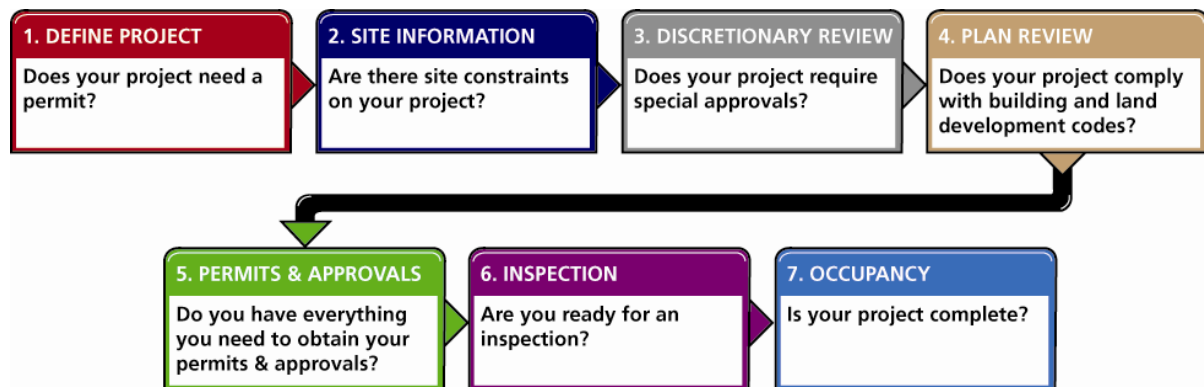 1. DEFINE PROJECT
Does your project need a
permit?
2. SITE INFORMATION
Are there site constraints
on your project?
3. DISCRETIONARY REVIEW
Does your project require
special approvals?
4. PLAN REVIEW
Does your project comply
with building and land
development codes?
5. PERMITS & APPROVALS
Do you have everything
you need to obtain your
permits & approvals?
6. INSPECTION
Are you ready for an
inspection?
7. OCCUPANCY
Is your project complete?